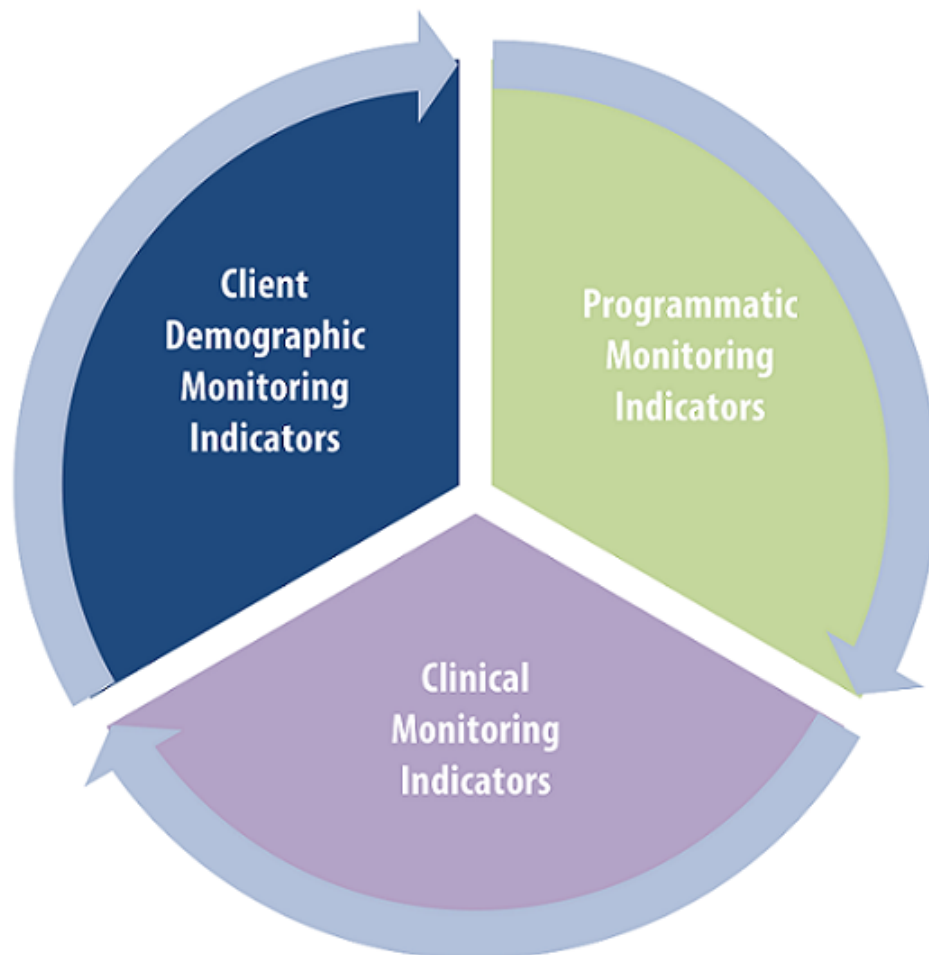 Client
Demographic
Monitoring
Indicators
Programmatic
Monitoring
Indicators
Clinical
Monitoring
Indicators